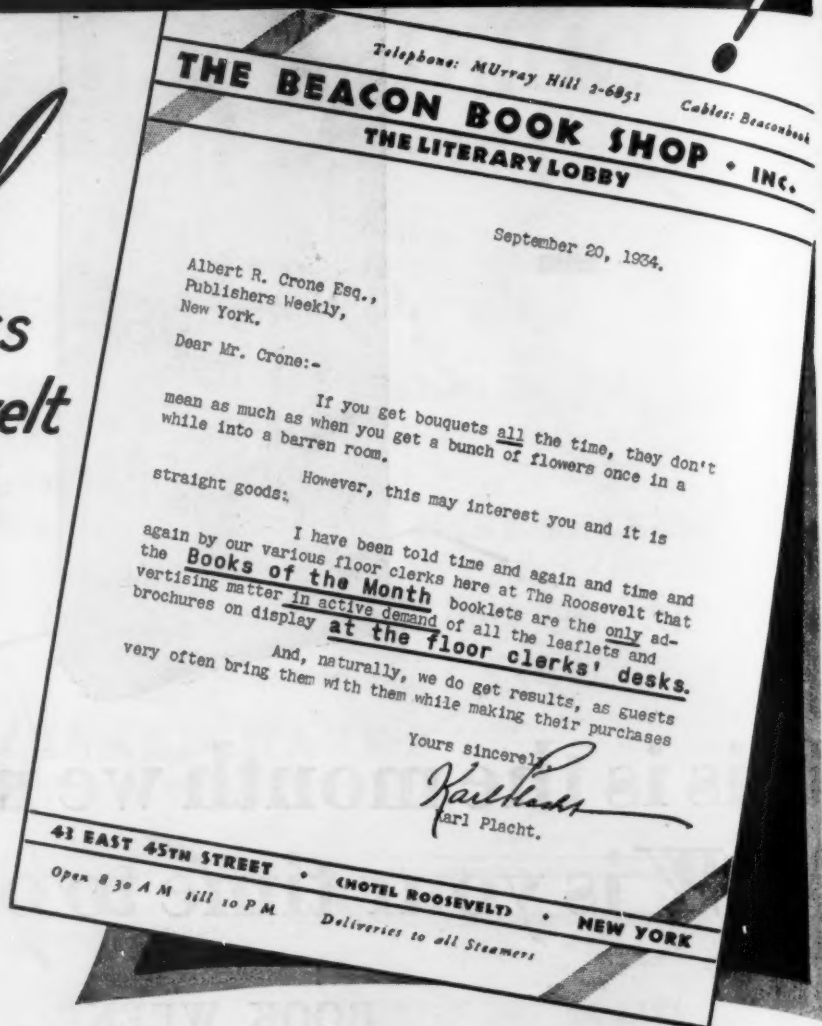 !
s
elt
Telephone: MUrray Hill 2-6851 Cables: Beaconbook
THE BEACON BOOK SHOP • INC.
THE LITERARY LOBBY
September 20, 1934.
Albert R. Crone Esq.,
Publishers Weekly,
New York.
Dear Mr. Crone:-
If you get bouquets all the time, they don't
mean as much as when you get a bunch of flowers once in a
while into a barren room.
However, this may interest you and it is
straight goods:
I have been told time and again and time and
again by our various floor clerks here at The Roosevelt that
the Books of the Month booklets are the only ad-
vertising matter in active demand of all the leaflets and
brochures on display at the floor clerks' desks.
And, naturally, we do get results, as guests
very often bring them with them while making their purchases
Yours sincerely,
Karl Placht
Karl Placht.
43 EAST 45TH STREET • (HOTEL ROOSEVELT) • NEW YORK
Open 8 30 A M till 10 P M Deliveries to all Steamers